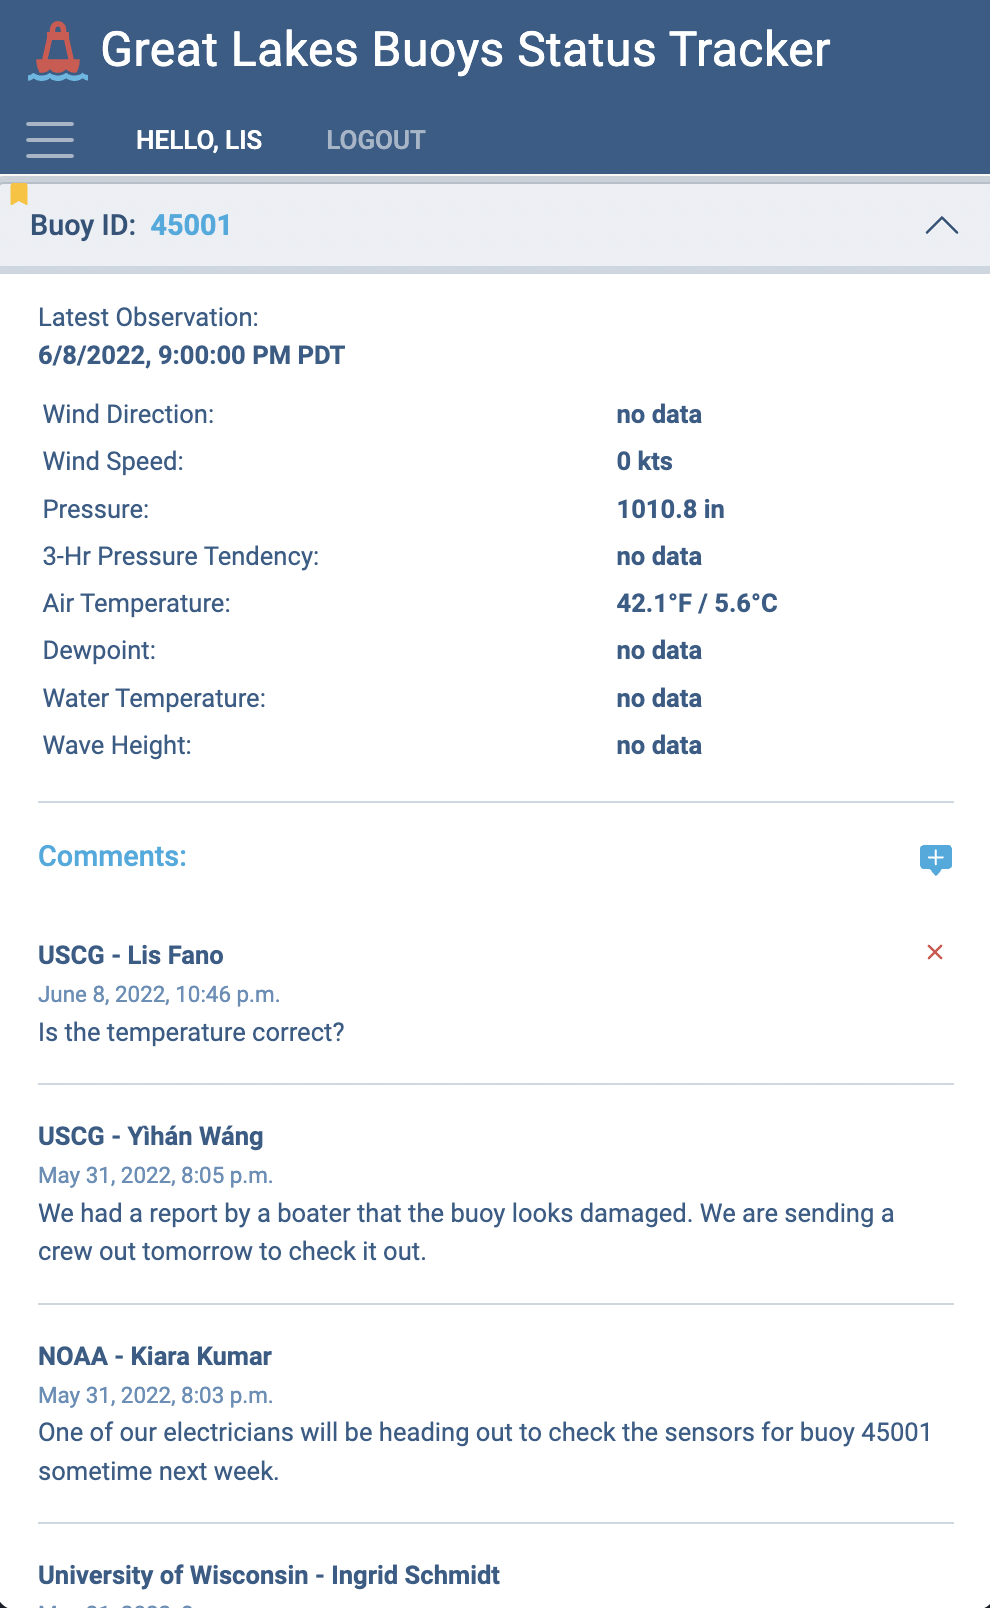 Great Lakes Buoys Status Tracker
HELLO, LIS LOGOUT
Buoy ID: 45001
Latest Observation:
6/8/2022, 9:00:00 PM PDT
Wind Direction: no data
Wind Speed: 0 kts
Pressure: 1010.8 in
3-Hr Pressure Tendency: no data
Air Temperature: 42.1°F / 5.6°C
Dewpoint: no data
Water Temperature: no data
Wave Height: no data
Comments:
USCG - Lis Fano
June 8, 2022, 10:46 p.m.
Is the temperature correct?
USCG - Yìhán Wáng
May 31, 2022, 8:05 p.m.
We had a report by a boater that the buoy looks damaged. We are sending a
crew out tomorrow to check it out.
NOAA - Kiara Kumar
May 31, 2022, 8:03 p.m.
One of our electricians will be heading out to check the sensors for buoy 45001
sometime next week.
University of Wisconsin - Ingrid Schmidt